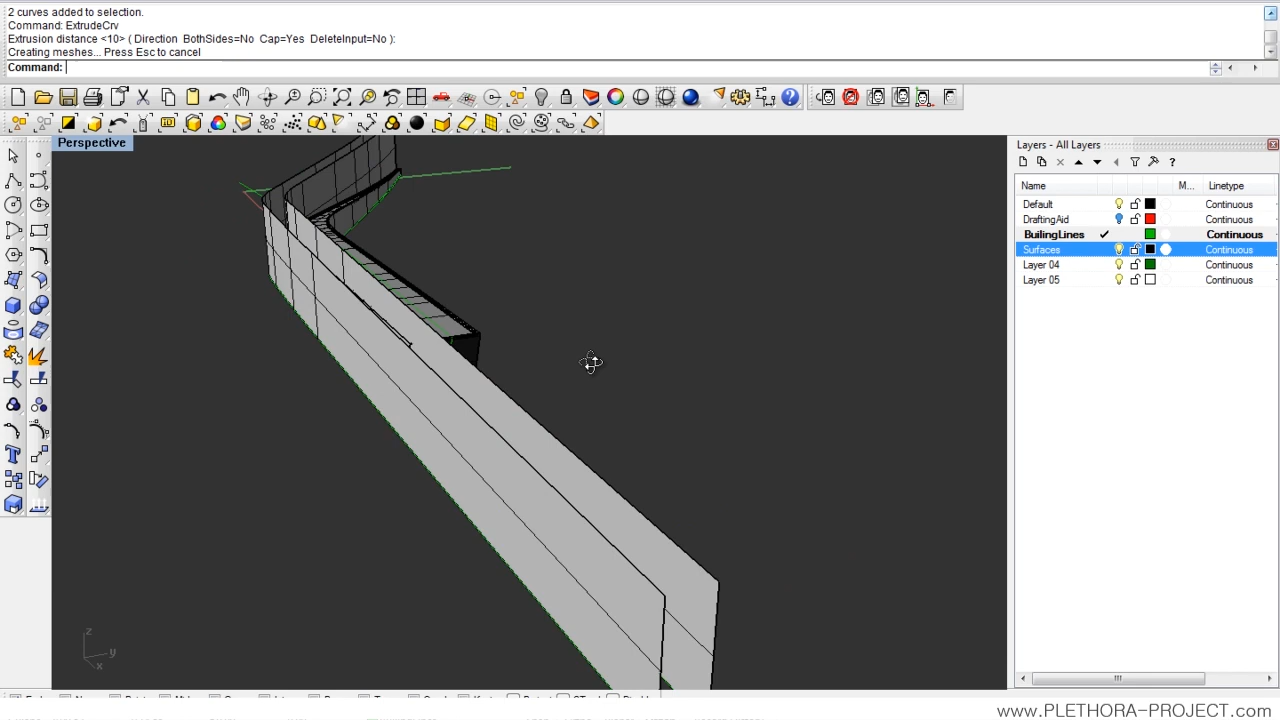 2 curves added to selection.
Command: ExtrudeCrv
Extrusion distance <10> ( Direction BothSides=No Cap=Yes DeleteInput=No ):
Creating meshes... Press Esc to cancel
Command:
Perspective
Layers - All Layers
Name M... Linetype
Default Continuous
DraftingAid Continuous
BuilingLines Continuous
Surfaces Continuous
Layer 04 Continuous
Layer 05 Continuous
z
y
x
www.PLETHORA-PROJECT.com